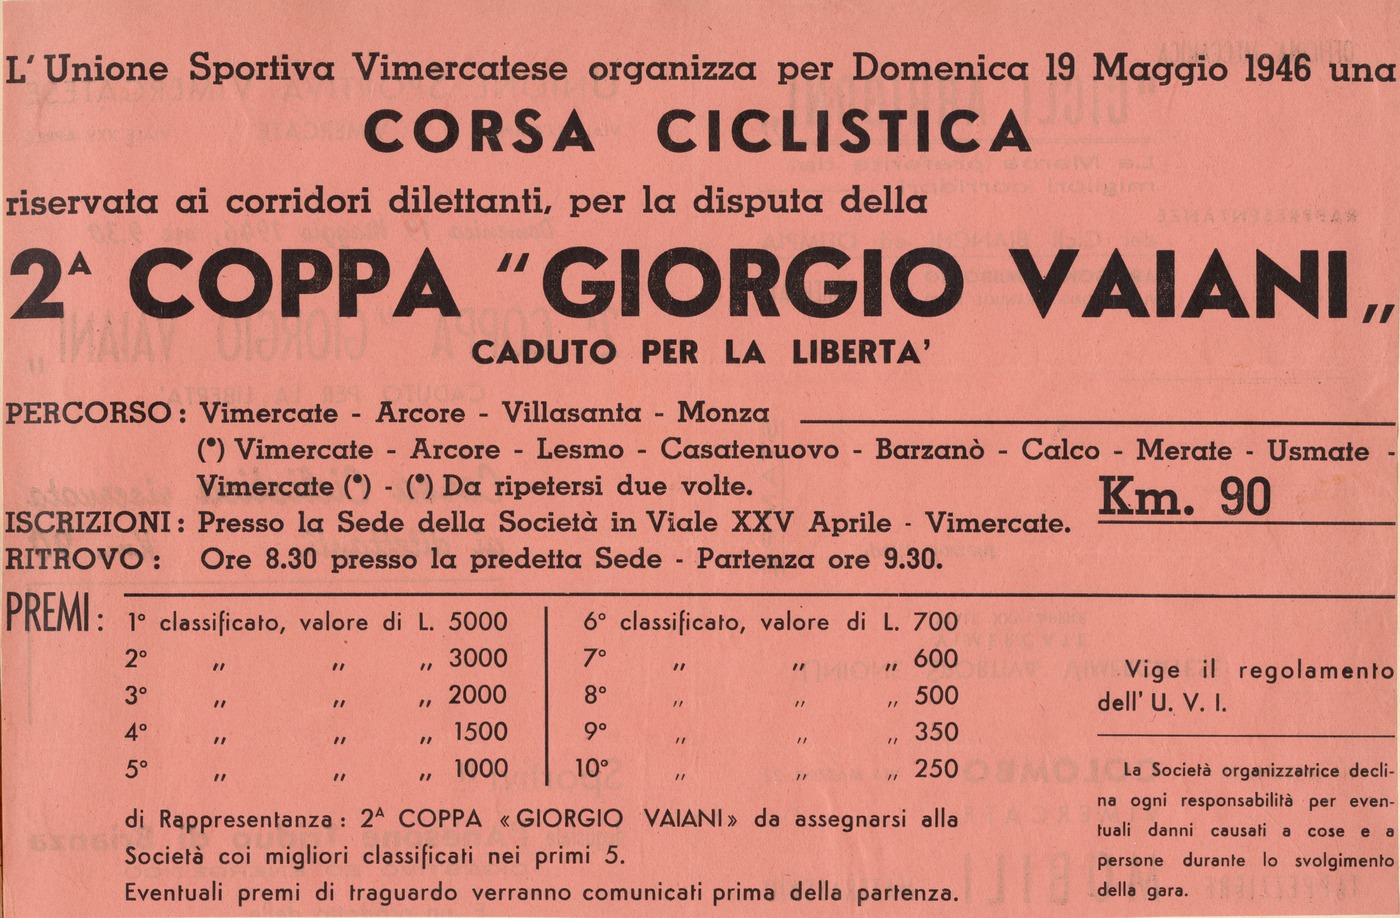 L'Unione Sportiva Vimercatese organizza per Domenica 19 Maggio 1946 una
CORSA CICLISTICA
riservata ai corridori dilettanti, per la disputa della
2ᴬ COPPA “GIORGIO VAIANI„
CADUTO PER LA LIBERTA'
PERCORSO: Vimercate - Arcore - Villasanta - Monza
(*) Vimercate - Arcore - Lesmo - Casatenuovo - Barzanò - Calco - Merate - Usmate -
Vimercate (*) - (*) Da ripetersi due volte.
Km. 90
ISCRIZIONI: Presso la Sede della Società in Viale XXV Aprile - Vimercate.
RITROVO: Ore 8.30 presso la predetta Sede - Partenza ore 9.30.
PREMI:
1° classificato, valore di L. 5000
2° „ „ „ 3000
3° „ „ „ 2000
4° „ „ „ 1500
5° „ „ „ 1000
6° classificato, valore di L. 700
7° „ „ „ 600
8° „ „ „ 500
9° „ „ „ 350
10° „ „ „ 250
di Rappresentanza: 2ᴬ COPPA «GIORGIO VAIANI» da assegnarsi alla
Società coi migliori classificati nei primi 5.
Eventuali premi di traguardo verranno comunicati prima della partenza.
Vige il regolamento
dell' U. V. I.
La Società organizzatrice decli-
na ogni responsabilità per even-
tuali danni causati a cose e a
persone durante lo svolgimento
della gara.